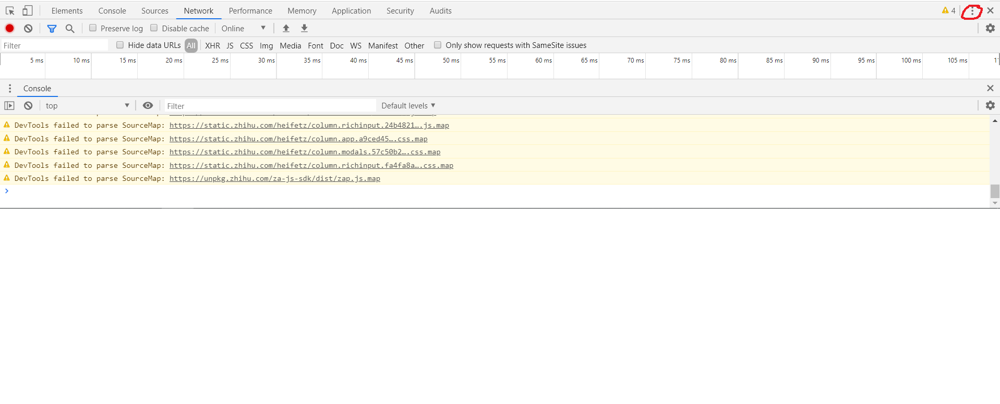 Elements Console Sources Network Performance Memory Application Security Audits 4
Preserve log Disable cache Online
Filter Hide data URLs All XHR JS CSS Img Media Font Doc WS Manifest Other Only show requests with SameSite issues
5 ms 10 ms 15 ms 20 ms 25 ms 30 ms 35 ms 40 ms 45 ms 50 ms 55 ms 60 ms 65 ms 70 ms 75 ms 80 ms 85 ms 90 ms 95 ms 100 ms 105 ms
Console
top Filter Default levels
DevTools failed to parse SourceMap: https://static.zhihu.com/heifetz/column.richinput.24b4821….js.map
DevTools failed to parse SourceMap: https://static.zhihu.com/heifetz/column.app.a9ced45….css.map
DevTools failed to parse SourceMap: https://static.zhihu.com/heifetz/column.modals.57c50b2….css.map
DevTools failed to parse SourceMap: https://static.zhihu.com/heifetz/column.richinput.fa4fa8a….css.map
DevTools failed to parse SourceMap: https://unpkg.zhihu.com/za-js-sdk/dist/zap.js.map